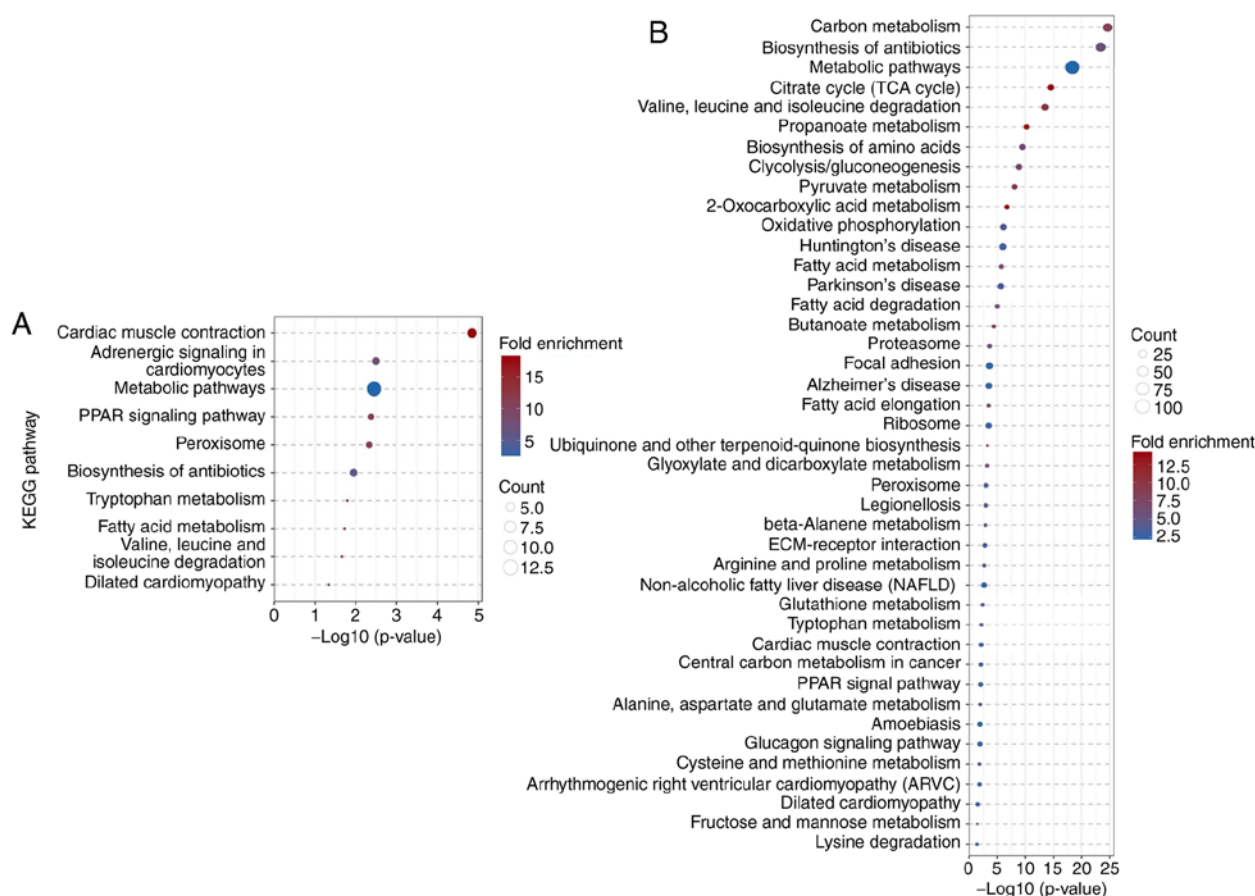 A
KEGG pathway
Cardiac muscle contraction
Adrenergic signaling in
cardiomyocytes
Metabolic pathways
PPAR signaling pathway
Peroxisome
Biosynthesis of antibiotics
Tryptophan metabolism
Fatty acid metabolism
Valine, leucine and
isoleucine degradation
Dilated cardiomyopathy
0 1 2 3 4 5
–Log10 (p-value)
Fold enrichment
15
10
5
Count
5.0
7.5
10.0
12.5
B
Carbon metabolism
Biosynthesis of antibiotics
Metabolic pathways
Citrate cycle (TCA cycle)
Valine, leucine and isoleucine degradation
Propanoate metabolism
Biosynthesis of amino acids
Clycolysis/gluconeogenesis
Pyruvate metabolism
2-Oxocarboxylic acid metabolism
Oxidative phosphorylation
Huntington's disease
Fatty acid metabolism
Parkinson's disease
Fatty acid degradation
Butanoate metabolism
Proteasome
Focal adhesion
Alzheimer's disease
Fatty acid elongation
Ribosome
Ubiquinone and other terpenoid-quinone biosynthesis
Glyoxylate and dicarboxylate metabolism
Peroxisome
Legionellosis
beta-Alanene metabolism
ECM-receptor interaction
Arginine and proline metabolism
Non-alcoholic fatty liver disease (NAFLD)
Glutathione metabolism
Typtophan metabolism
Cardiac muscle contraction
Central carbon metabolism in cancer
PPAR signal pathway
Alanine, aspartate and glutamate metabolism
Amoebiasis
Glucagon signaling pathway
Cysteine and methionine metabolism
Arrhythmogenic right ventricular cardiomyopathy (ARVC)
Dilated cardiomyopathy
Fructose and mannose metabolism
Lysine degradation
0 5 10 15 20 25
–Log10 (p-value)
Count
25
50
75
100
Fold enrichment
12.5
10.0
7.5
5.0
2.5